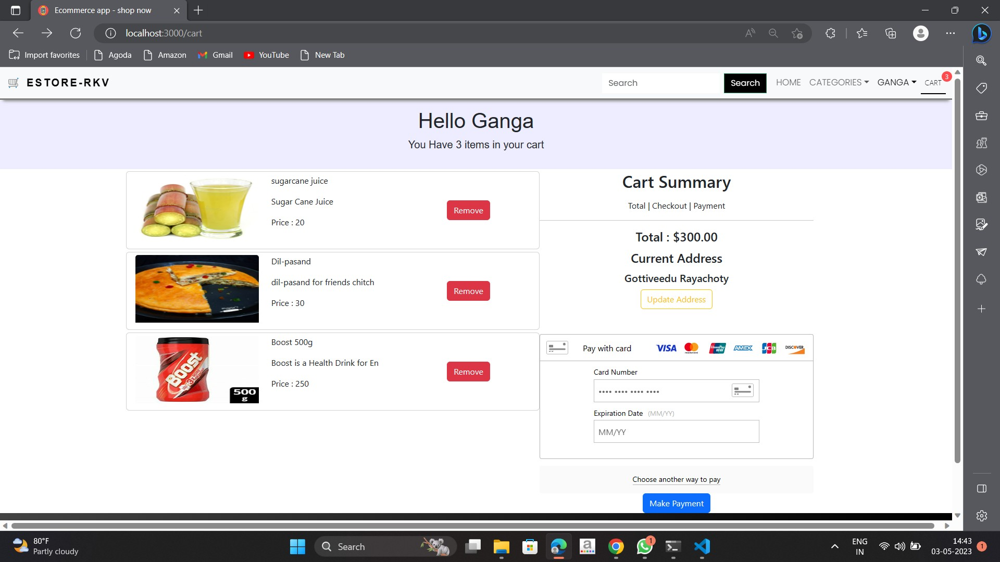 Ecommerce app - shop now
localhost:3000/cart
Import favorites
Agoda
Amazon
Gmail
YouTube
New Tab
ESTORE-RKV
Search
Search
HOME
CATEGORIES
GANGA
CART
3
Hello Ganga
You Have 3 items in your cart
sugarcane juice
Sugar Cane Juice
Price : 20
Remove
Dil-pasand
dil-pasand for friends chitch
Price : 30
Remove
BOOST
500
g
Boost 500g
Boost is a Health Drink for En
Price : 250
Remove
Cart Summary
Total | Checkout | Payment
Total : $300.00
Current Address
Gottiveedu Rayachoty
Update Address
Pay with card
VISA
mastercard
UnionPay
AMEX
JCB
DISCOVER
Card Number
•••• •••• •••• ••••
Expiration Date (MM/YY)
MM/YY
Choose another way to pay
Make Payment
80°F
Partly cloudy
Search
1
ENG
IN
14:43
03-05-2023
1